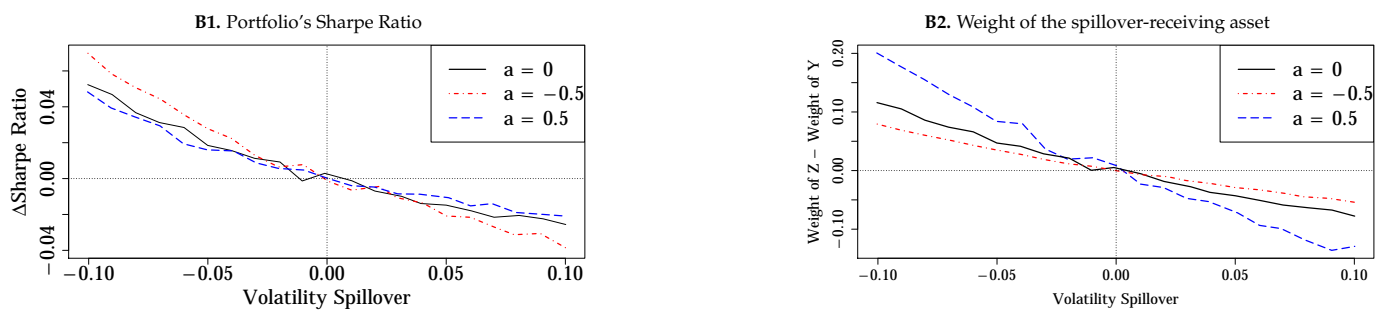 B1. Portfolio's Sharpe Ratio
ΔSharpe Ratio
0.04
0.00
−0.04
a = 0
a = −0.5
a = 0.5
−0.10
−0.05
0.00
0.05
0.10
Volatility Spillover
B2. Weight of the spillover-receiving asset
Weight of Z − Weight of Y
0.20
0.10
0.00
−0.10
a = 0
a = −0.5
a = 0.5
−0.10
−0.05
0.00
0.05
0.10
Volatility Spillover